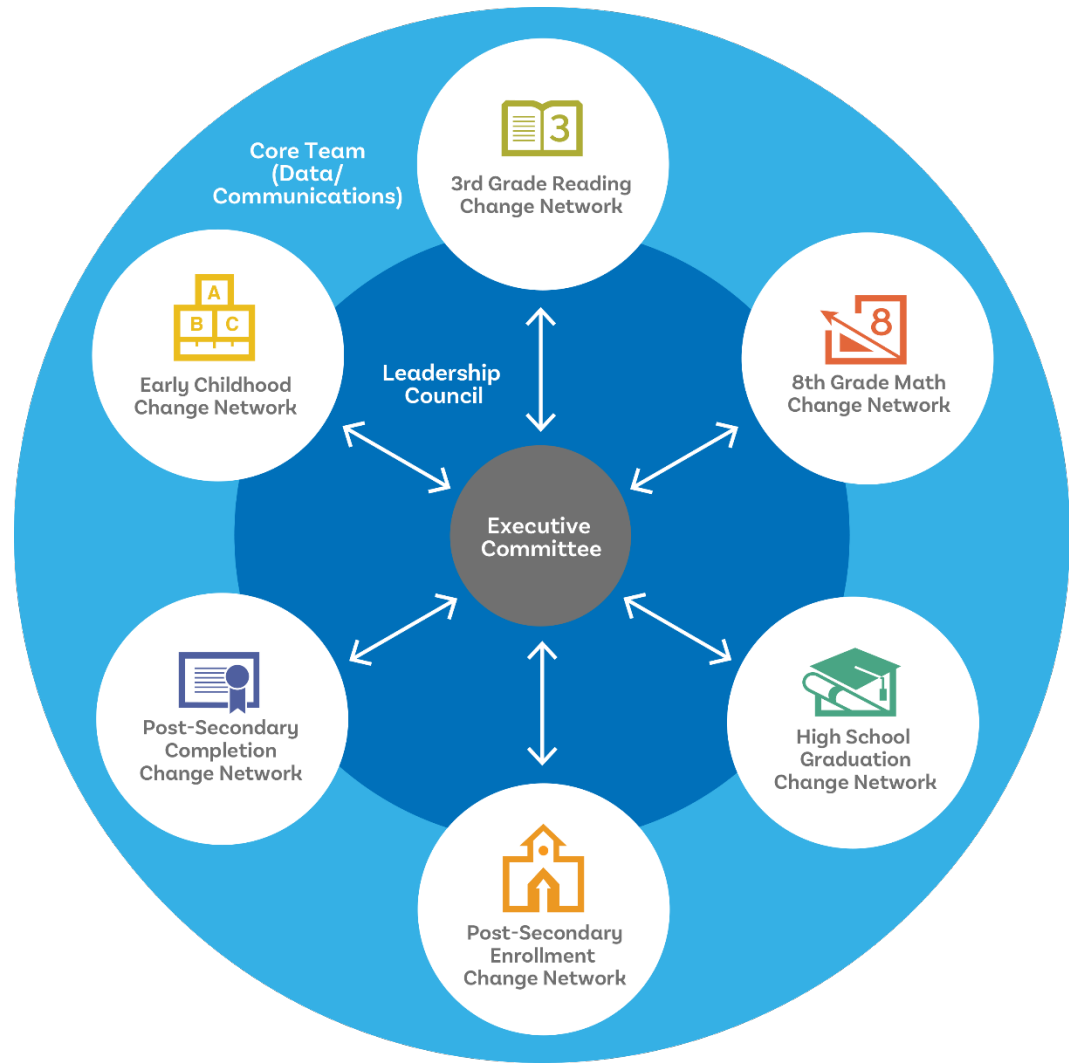 3
3rd Grade Reading
Change Network
Core Team
(Data/
Communications)
A
B C
Early Childhood
Change Network
8
8th Grade Math
Change Network
Leadership
Council
Executive
Committee
Post-Secondary
Completion
Change Network
High School
Graduation
Change Network
Post-Secondary
Enrollment
Change Network